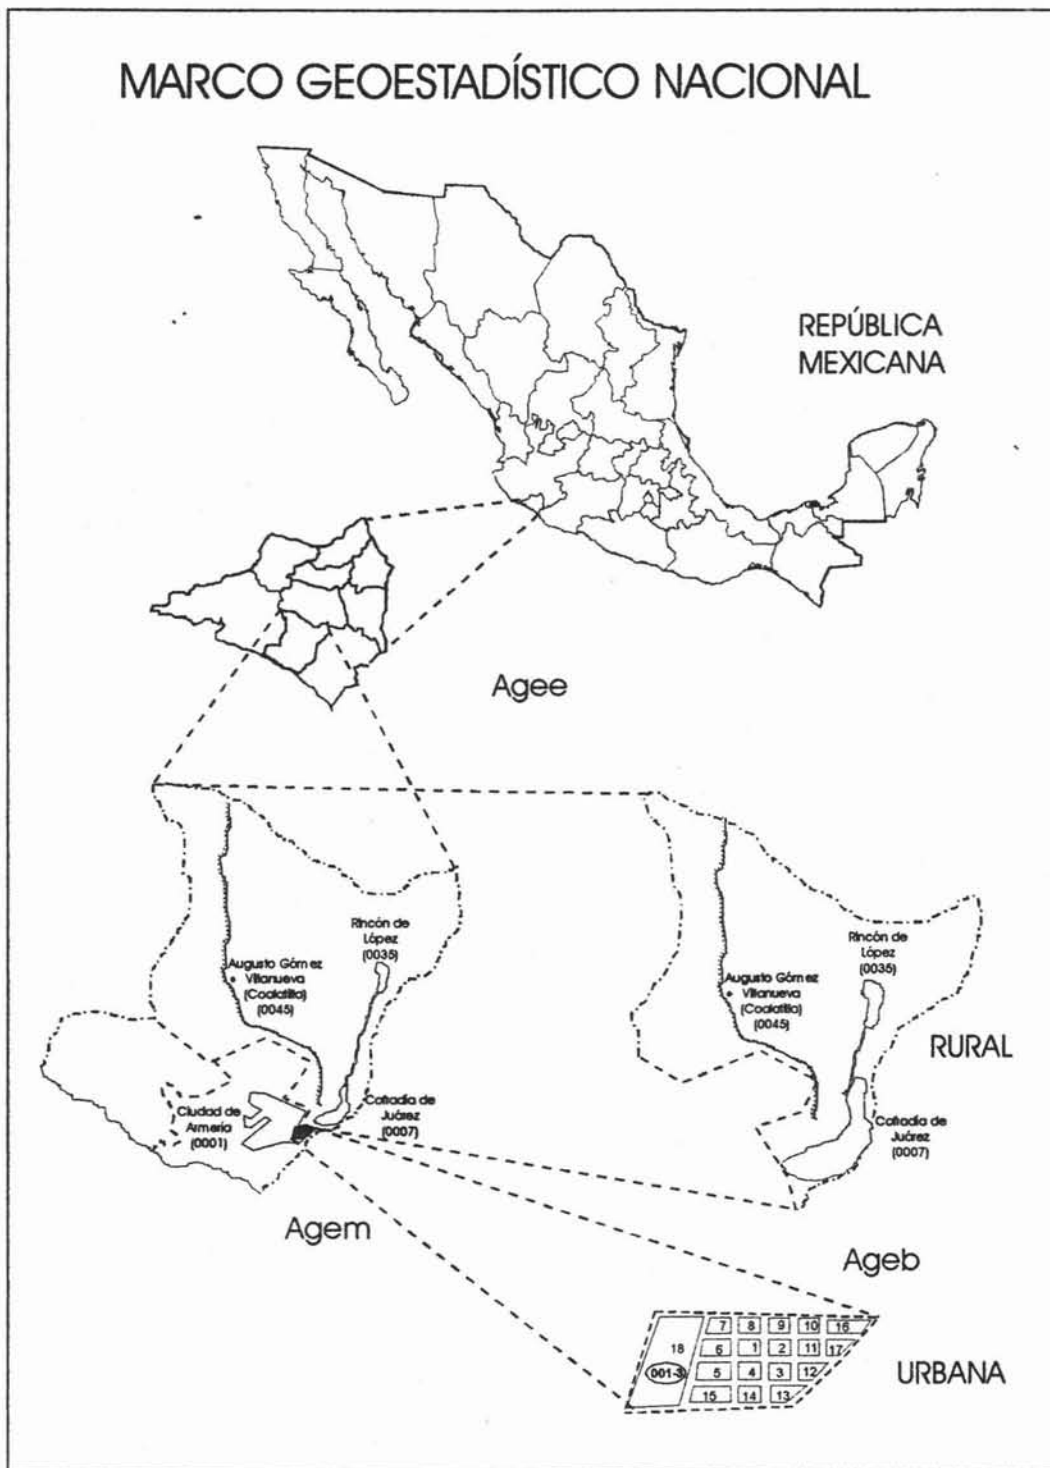 MARCO GEOESTADÍSTICO NACIONAL
REPÚBLICA
MEXICANA
Agee
Rincón de
López
(0035)
Augusto Gómez
Villanueva
(Coalatilla)
(0045)
Ciudad de
Armería
(0001)
Cofradía de
Juárez
(0007)
Agem
Rincón de
López
(0035)
Augusto Gómez
Villanueva
(Coalatilla)
(0045)
RURAL
Cofradía de
Juárez
(0007)
Ageb
7 8 9 10 16
18 6 1 2 11 17
001-3 5 4 3 12
15 14 13
URBANA